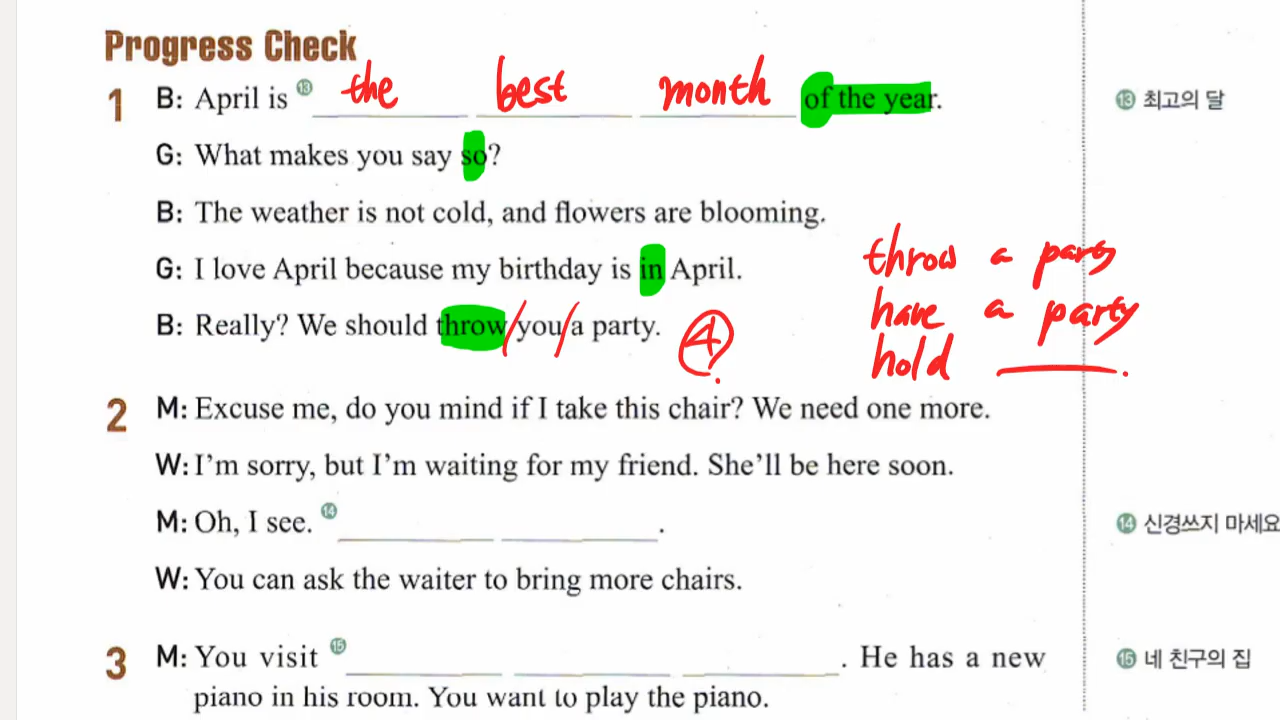 Progress Check
1 B: April is ⑬ the best month of the year. ⑬ 최고의 달
G: What makes you say so?
B: The weather is not cold, and flowers are blooming.
G: I love April because my birthday is in April.
B: Really? We should throw/you/a party. ④
throw a party
have a party
hold
2 M: Excuse me, do you mind if I take this chair? We need one more.
W: I'm sorry, but I'm waiting for my friend. She'll be here soon.
M: Oh, I see. ⑭ . ⑭ 신경쓰지 마세요
W: You can ask the waiter to bring more chairs.
3 M: You visit ⑮ . He has a new ⑮ 네 친구의 집
piano in his room. You want to play the piano.